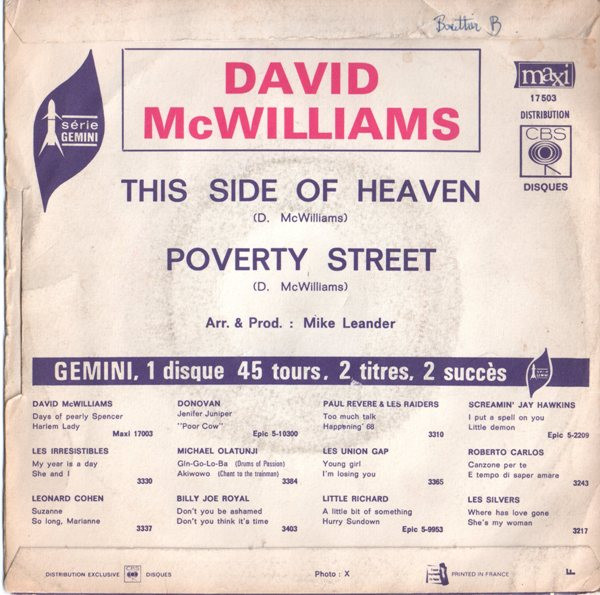 DAVID
McWILLIAMS
série
GEMINI
maxi
17503
DISTRIBUTION
CBS
DISQUES
THIS SIDE OF HEAVEN
(D. McWilliams)
POVERTY STREET
(D. McWilliams)
Arr. & Prod. : Mike Leander
GEMINI, 1 disque 45 tours, 2 titres, 2 succès
DAVID McWILLIAMS
Days of pearly Spencer
Harlem Lady
Maxi 17003
DONOVAN
Jenifer Juniper
"Poor Cow"
Epic 5-10300
PAUL REVERE & LES RAIDERS
Too much talk
Happening' 68
3310
SCREAMIN' JAY HAWKINS
I put a spell on you
Little demon
Epic 5-2209
LES IRRESISTIBLES
My year is a day
She and I
3330
MICHAEL OLATUNJI
Gin-Go-Lo-Ba (Drums of Passion)
Akiwowo (Chant to the trainman)
3384
LES UNION GAP
Young girl
I'm losing you
3365
ROBERTO CARLOS
Canzone per te
E tempo di saper amare
3243
LEONARD COHEN
Suzanne
So long, Marianne
3337
BILLY JOE ROYAL
Don't you be ashamed
Don't you think it's time
3403
LITTLE RICHARD
A little bit of something
Hurry Sundown
Epic 5-9953
LES SILVERS
Where has love gone
She's my woman
3217
DISTRIBUTION EXCLUSIVE CBS DISQUES
Photo : X
PRINTED IN FRANCE
F